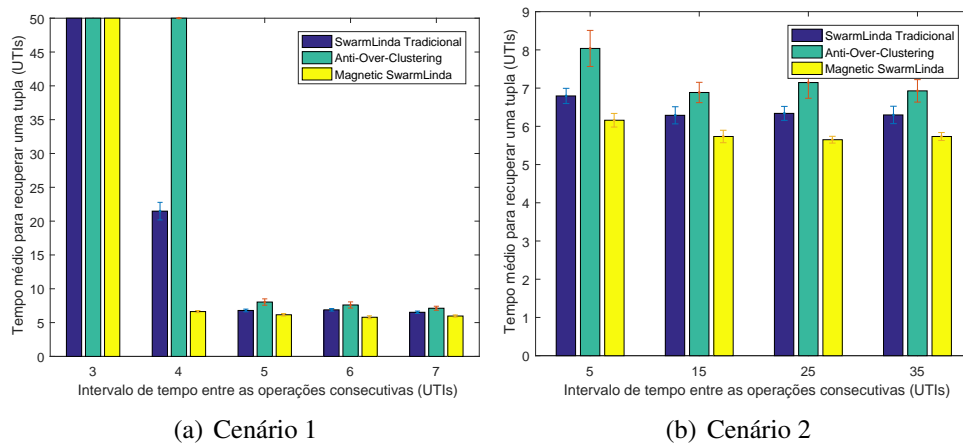 Tempo médio para recuperar uma tupla (UTIs)
50
45
40
35
30
25
20
15
10
5
0
SwarmLinda Tradicional
Anti-Over-Clustering
Magnetic SwarmLinda
3 4 5 6 7
Intervalo de tempo entre as operações consecutivas (UTIs)
(a) Cenário 1
Tempo médio para recuperar uma tupla (UTIs)
9
8
7
6
5
4
3
2
1
0
SwarmLinda Tradicional
Anti-Over-Clustering
Magnetic SwarmLinda
5 15 25 35
Intervalo de tempo entre as operações consecutivas (UTIs)
(b) Cenário 2